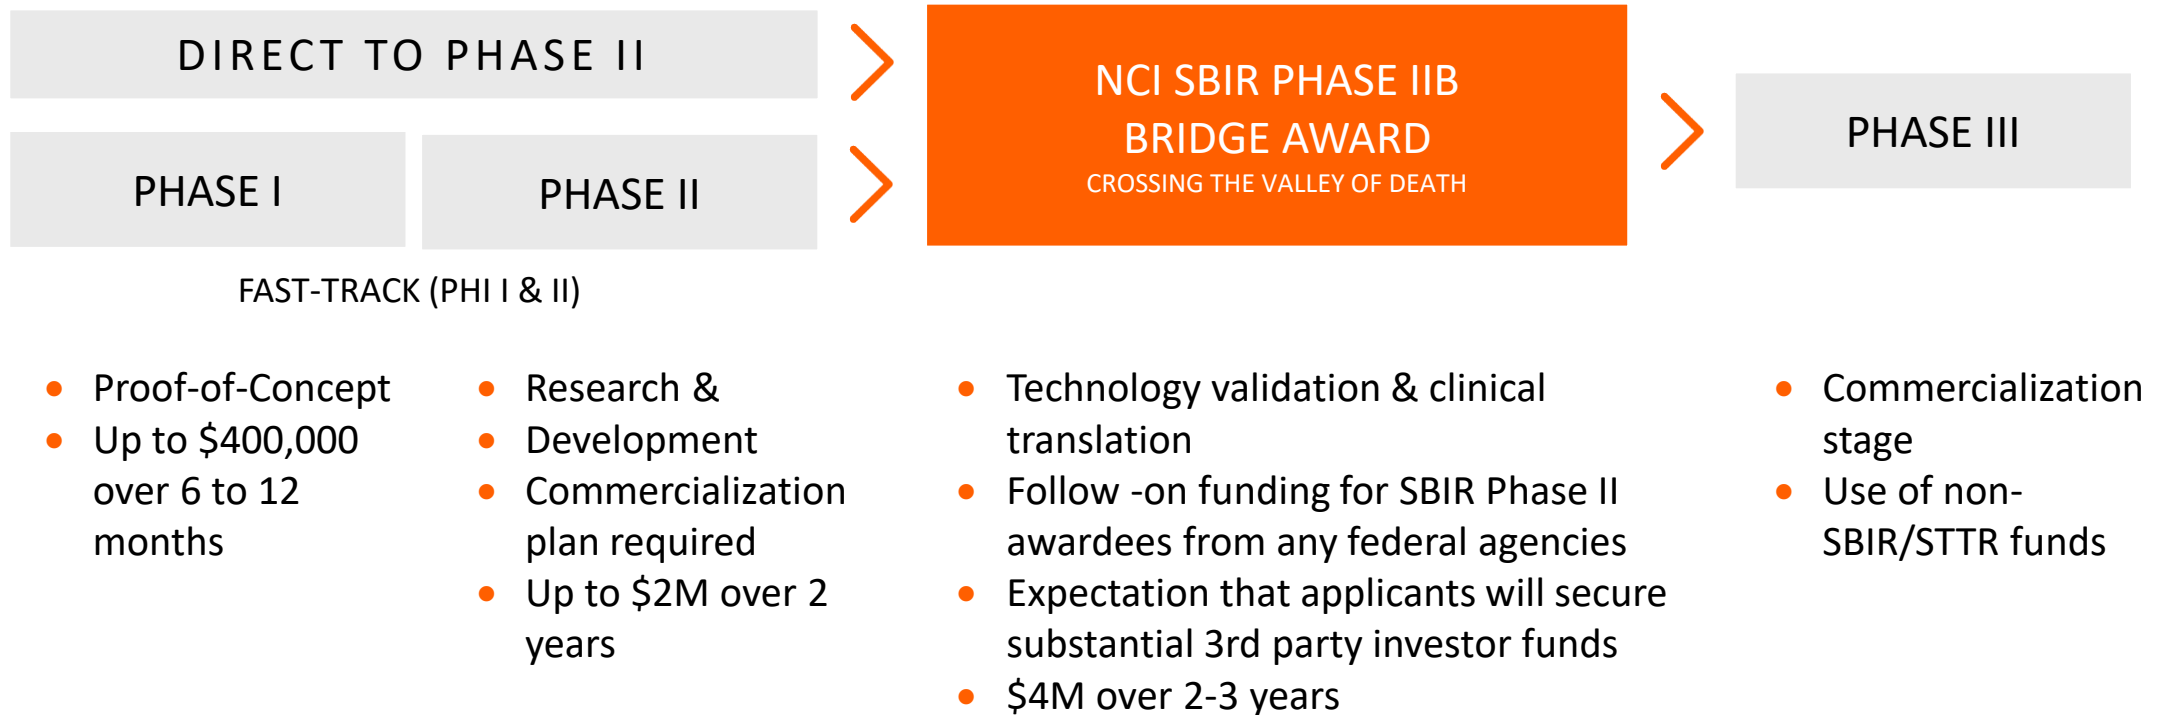 DIRECT TO PHASE II
PHASE I
PHASE II
FAST-TRACK (PHI I & II)
NCI SBIR PHASE IIB
BRIDGE AWARD
CROSSING THE VALLEY OF DEATH
PHASE III
• Proof-of-Concept
• Up to $400,000
over 6 to 12
months
• Research &
• Development
• Commercialization
plan required
• Up to $2M over 2
years
• Technology validation & clinical
translation
• Follow -on funding for SBIR Phase II
awardees from any federal agencies
• Expectation that applicants will secure
substantial 3rd party investor funds
• $4M over 2-3 years
• Commercialization
stage
• Use of non-
SBIR/STTR funds